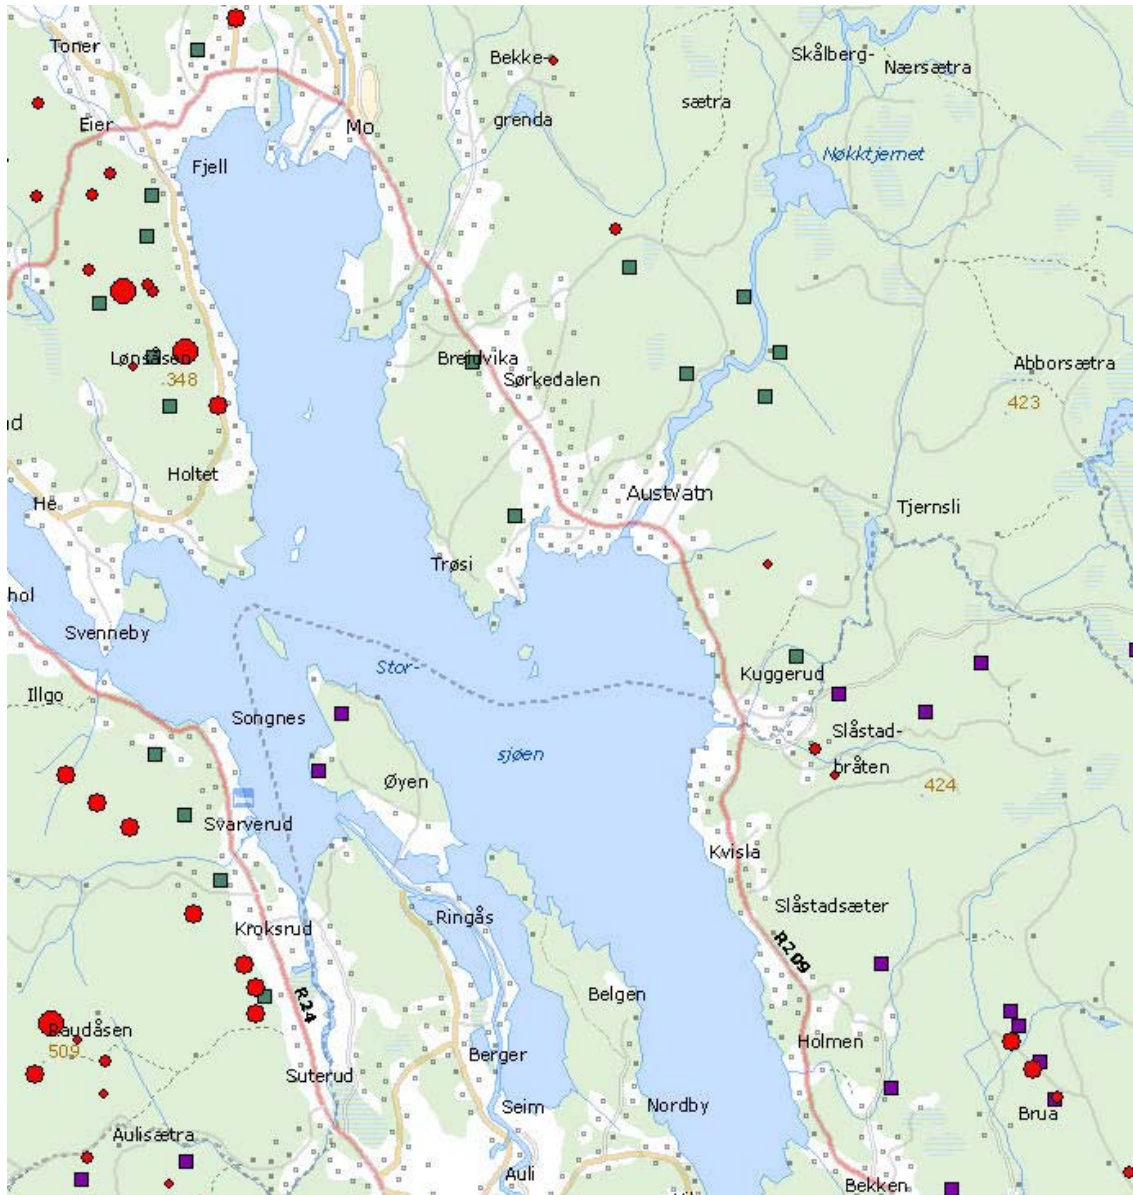 Toner
Bekke-
grenda
Skålberg-
Nærsætra
sætra
Eier
Mo
Fjell
Nøkktjernet
Lønsåsen
348
Breidvika
Sørkedalen
Abborsætra
423
Holtet
He
Austvatn
Tjernsli
Trøsi
hol
Svenneby
Illgo
Stor-
Kuggerud
Songnes
sjøen
Slåstad-
bråten
Øyen
424
Svarverud
Kvisla
Ringås
Slåstadsæter
Kroksrud
R209
R24
Belgen
Raudåsen
509
Holmen
Berger
Suterud
Seim
Nordby
Brua
Aulisætra
Auli
Bekken